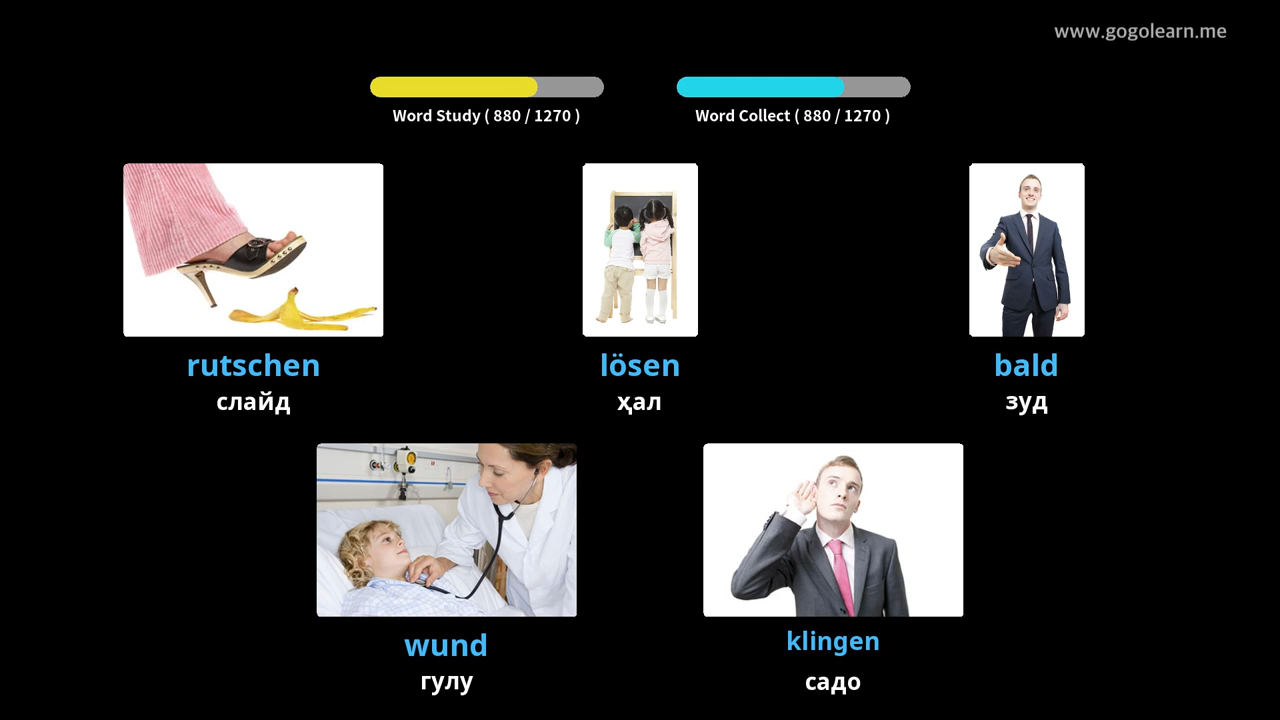 www.gogolearn.me
Word Study ( 880 / 1270 )
Word Collect ( 880 / 1270 )
rutschen
слайд
lösen
ҳал
bald
зуд
wund
гулу
klingen
садо